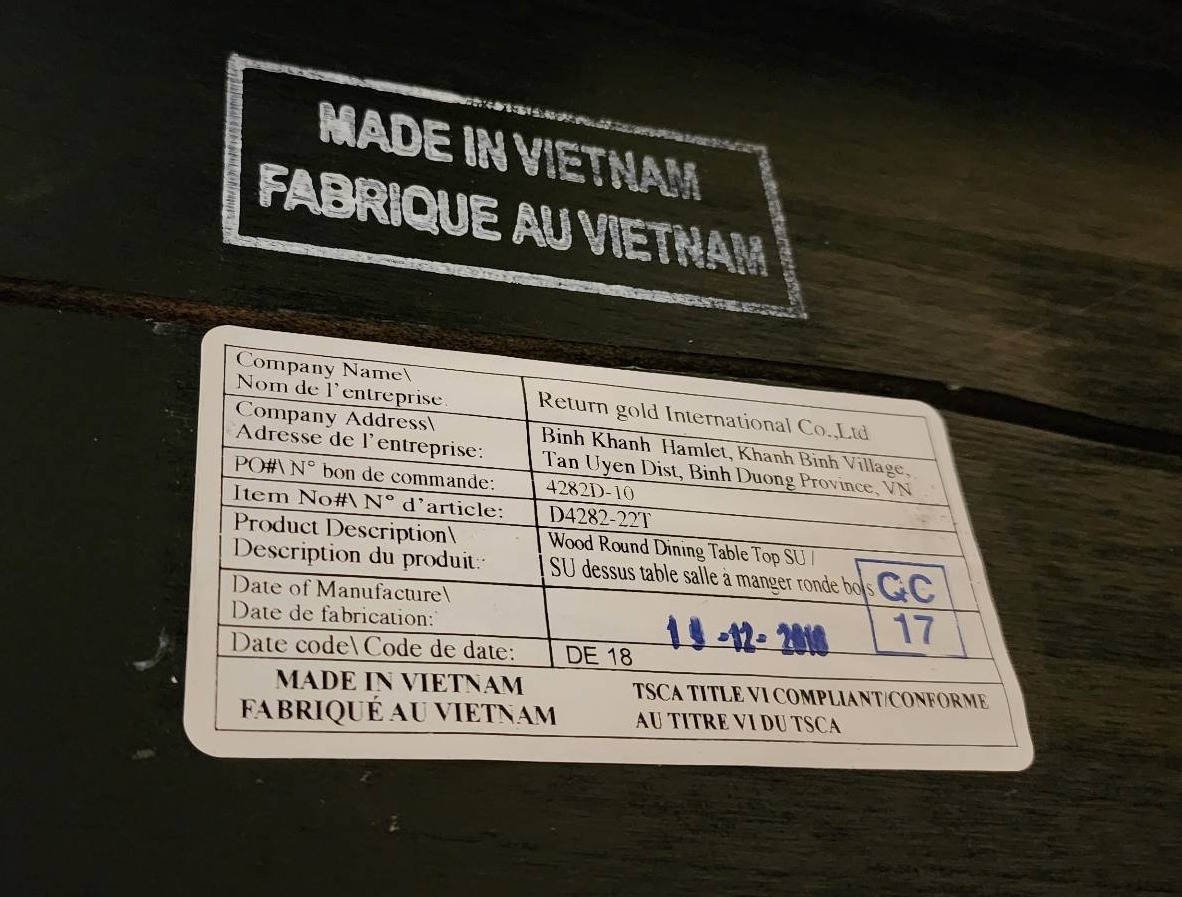 MADE IN VIETNAM
FABRIQUE AU VIETNAM
Company Name\
Nom de l'entreprise.
Return gold International Co.,Ltd
Company Address\
Adresse de l'entreprise:
Binh Khanh Hamlet, Khanh Binh Village,
Tan Uyen Dist, Binh Duong Province, VN
PO#\ N° bon de commande:
4282D-10
Item No#\ N° d'article:
D4282-22T
Product Description\
Description du produit:
Wood Round Dining Table Top SU /
SU dessus table salle à manger ronde bois
QC
17
Date of Manufacture\
Date de fabrication:
19 -12- 2018
Date code\ Code de date:
DE 18
MADE IN VIETNAM
FABRIQUÉ AU VIETNAM
TSCA TITLE VI COMPLIANT/CONFORME
AU TITRE VI DU TSCA